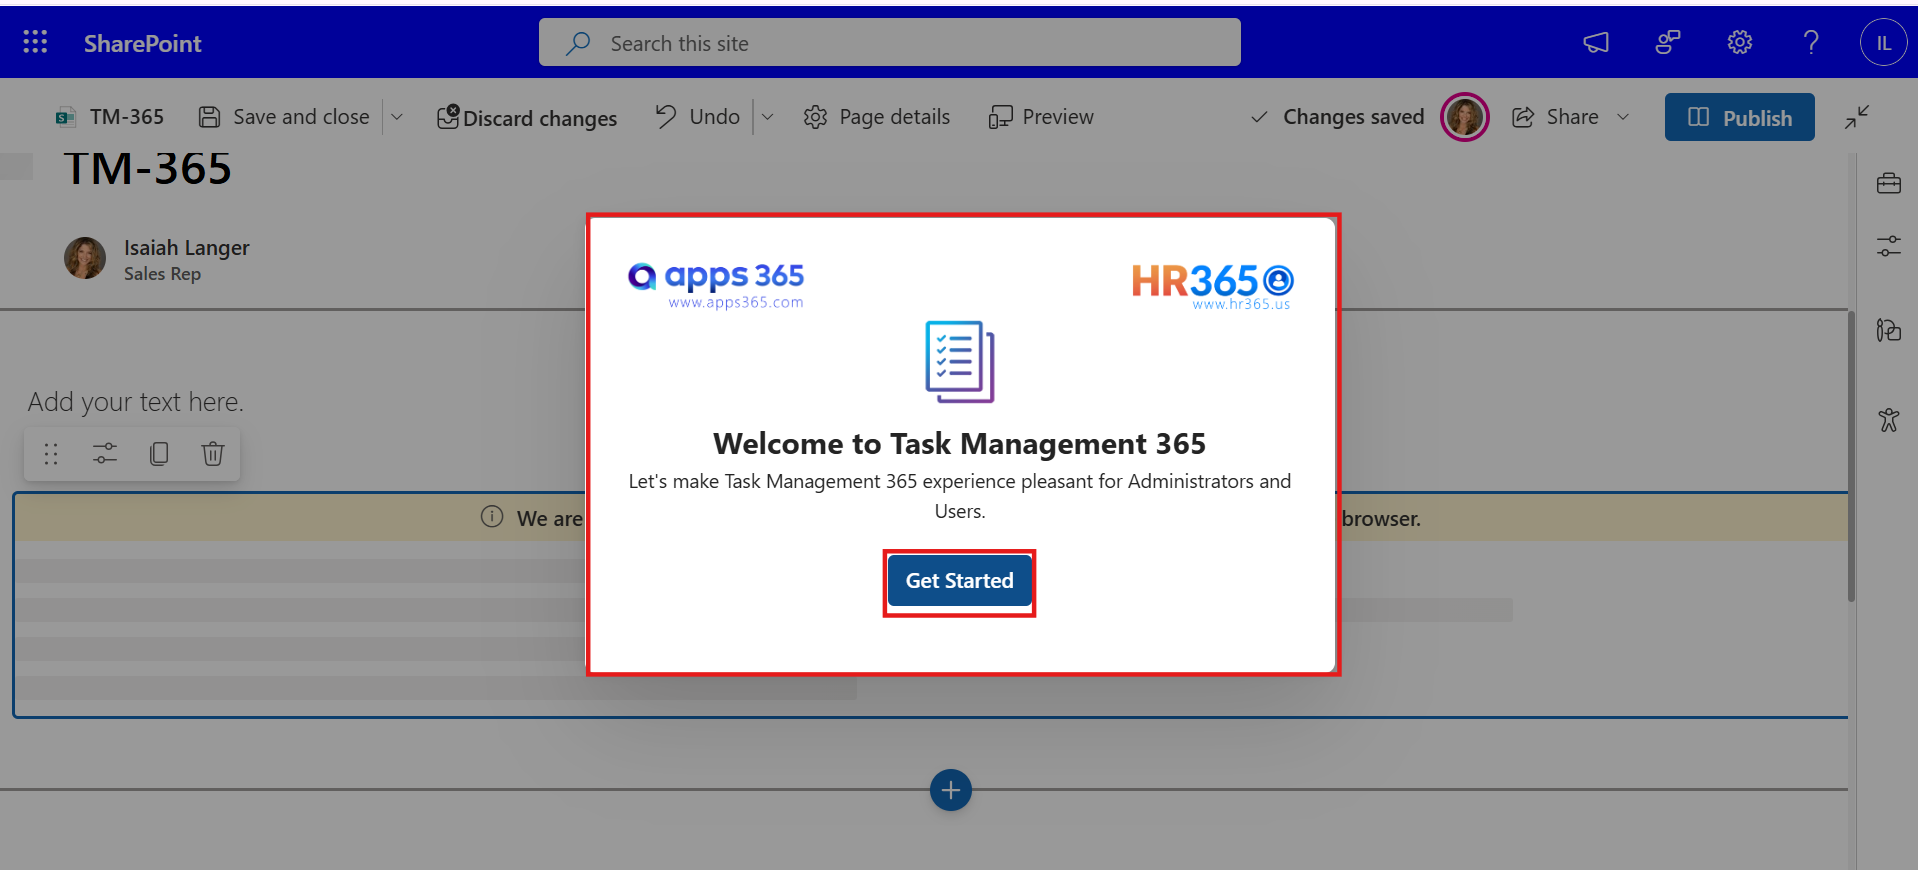 SharePoint
Search this site
IL
TM-365
Save and close
Discard changes
Undo
Page details
Preview
Changes saved
Share
Publish
TM-365
Isaiah Langer
Sales Rep
apps 365
www.apps365.com
HR365
www.hr365.us
Welcome to Task Management 365
Let's make Task Management 365 experience pleasant for Administrators and
Users.
Get Started
Add your text here.
We are
browser.